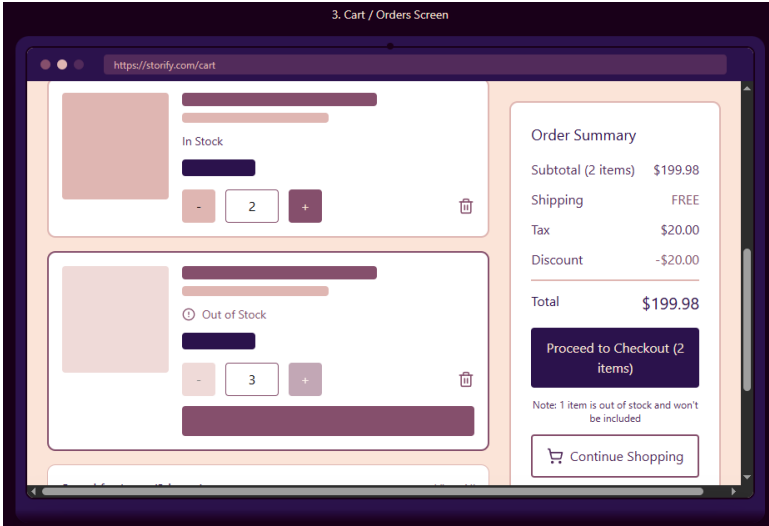 3. Cart / Orders Screen
https://storify.com/cart
In Stock
- 2 +
Out of Stock
- 3 +
Order Summary
Subtotal (2 items) $199.98
Shipping FREE
Tax $20.00
Discount -$20.00
Total $199.98
Proceed to Checkout (2
items)
Note: 1 item is out of stock and won't
be included
Continue Shopping